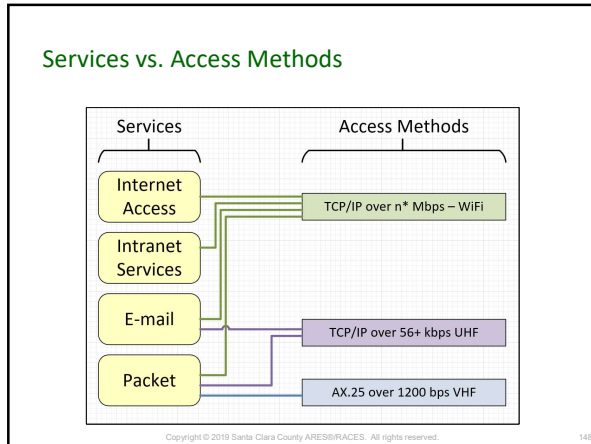 Services vs. Access Methods
Services
Access Methods
Internet
Access
Intranet
Services
E-mail
Packet
TCP/IP over n* Mbps – WiFi
TCP/IP over 56+ kbps UHF
AX.25 over 1200 bps VHF
Copyright © 2019 Santa Clara County ARES®/RACES. All rights reserved.
148